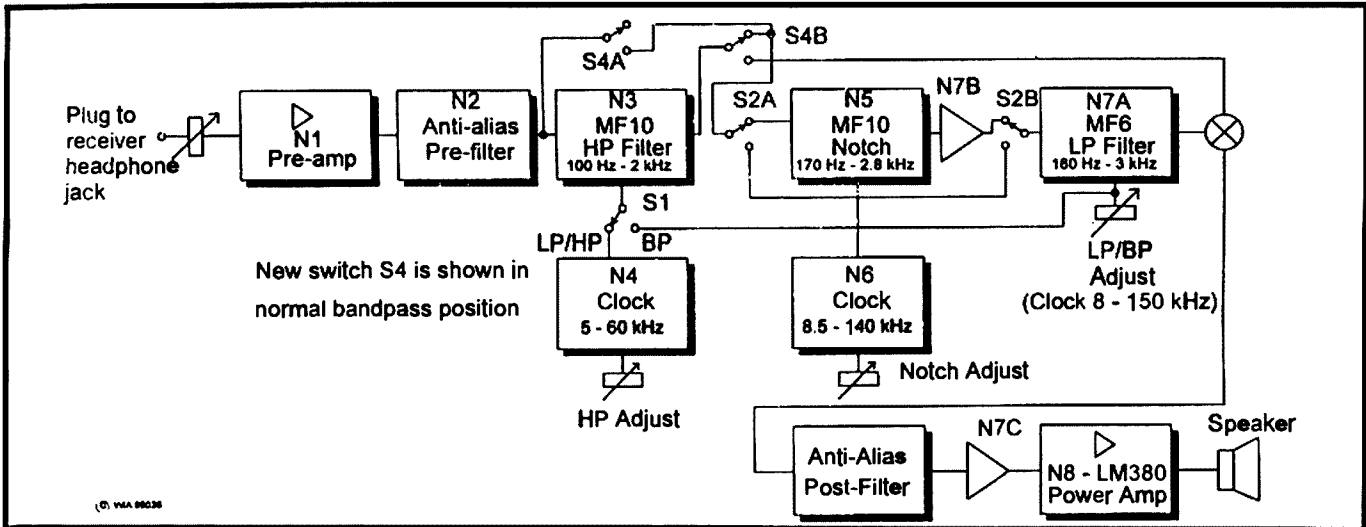 S4A
S4B
Plug to
receiver
headphone
jack
N1
Pre-amp
N2
Anti-alias
Pre-filter
N3
MF10
HP Filter
100 Hz - 2 kHz
S2A
N5
MF10
Notch
170 Hz - 2.8 kHz
N7B
S2B
N7A
MF6
LP Filter
160 Hz - 3 kHz
S1
LP/HP
BP
New switch S4 is shown in
normal bandpass position
N4
Clock
5 - 60 kHz
HP Adjust
N6
Clock
8.5 - 140 kHz
Notch Adjust
LP/BP
Adjust
(Clock 8 - 150 kHz)
Anti-Alias
Post-Filter
N7C
N8 - LM380
Power Amp
Speaker